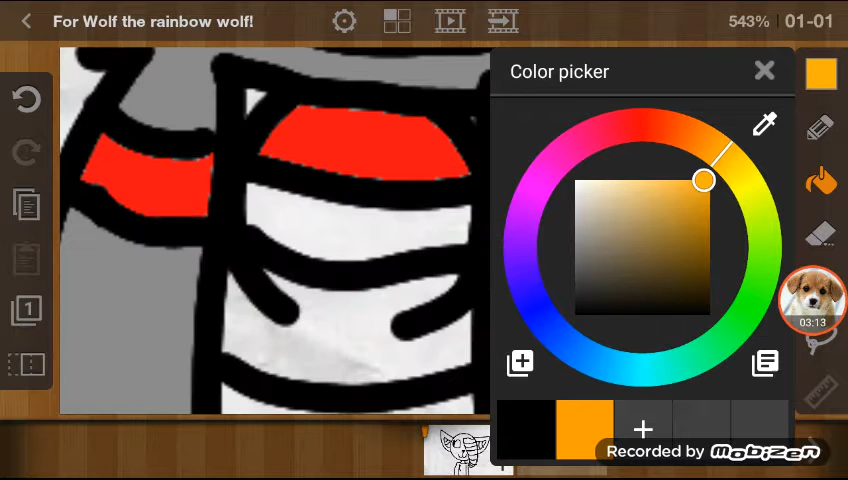 For Wolf the rainbow wolf!
543%
01-01
Color picker
1
03:13
Recorded by Mobizen